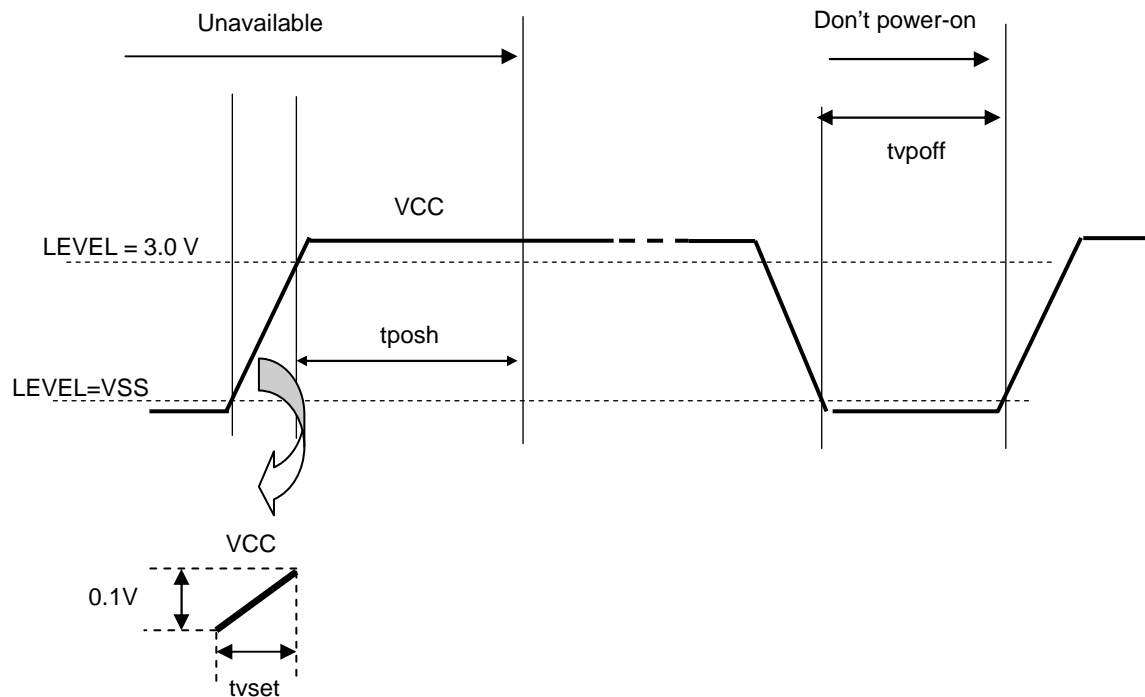 Unavailable
Don't power-on
tvpoff
VCC
LEVEL = 3.0 V
tposh
LEVEL=VSS
VCC
0.1V
tvset